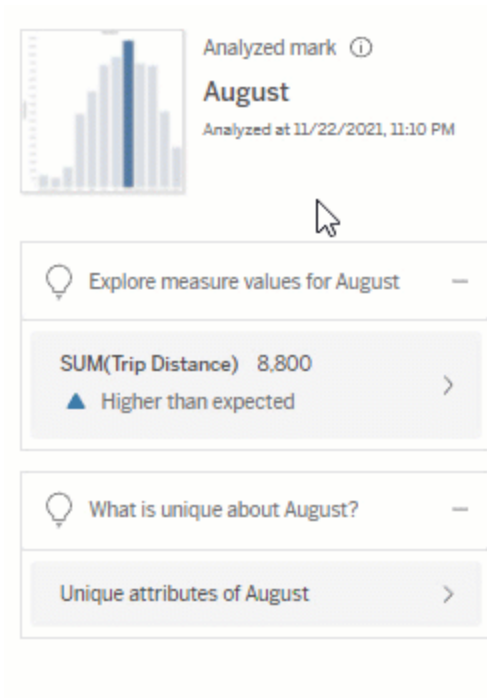 Analyzed mark
August
Analyzed at 11/22/2021, 11:10 PM
Explore measure values for August
SUM(Trip Distance) 8,800
Higher than expected
What is unique about August?
Unique attributes of August